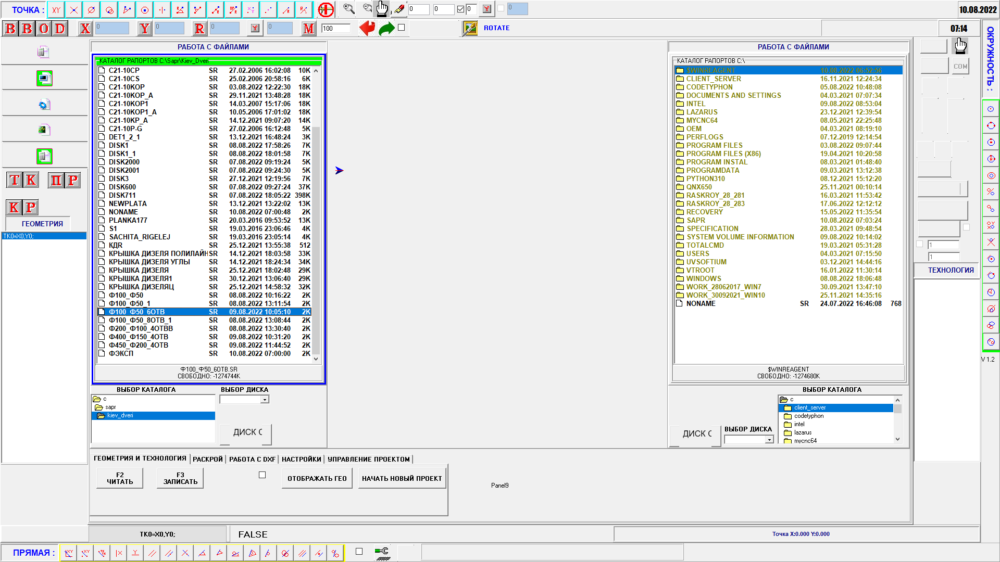 ТОЧКА :
0
0
0
0
10.08.2022
B B O D X 0 Y 0 R 0 0 M 100
ROTATE
07:14
ОКРУЖНОСТЬ :
COM
РАБОТА С ФАЙЛАМИ
КАТАЛОГ РАПОРТОВ C:\Sapr\Kiev_Dveri
C21-10CP SR 27.02.2006 16:02:08 10K
C21-10CS SR 25.02.2006 20:58:16 6K
C21-10KOP SR 03.08.2022 12:22:30 18K
C21-10KOP_A SR 29.11.2021 13:48:28 18K
C21-10KOP1 SR 14.03.2007 15:17:06 18K
C21-10KOP1_A SR 10.05.2006 17:01:02 18K
C21-10KP_A SR 14.12.2021 09:07:20 14K
C21-10P-G SR 27.02.2006 16:12:48 5K
DET1_2_1 SR 13.12.2021 16:48:24 3K
DISK1 SR 08.08.2022 17:58:26 7K
DISK1_1 SR 08.08.2022 18:01:58 7K
DISK2000 SR 07.08.2022 09:19:24 5K
DISK2001 SR 07.08.2022 09:24:30 5K
DISK3 SR 27.12.2021 12:19:56 7K
DISK600 SR 07.08.2022 09:27:24 37K
DISK711 SR 07.08.2022 18:05:22 398K
NEWPLATA SR 13.12.2021 13:22:02 13K
NONAME SR 10.08.2022 07:00:48 2K
PLANKA177 SR 20.03.2016 09:53:52 13K
S1 SR 19.03.2016 23:06:46 4K
SACHITA_RIGELEJ SR 19.03.2016 23:05:14 4K
КДR SR 25.12.2021 13:55:38 512
КРЫШКА ДИЗЕЛЯ ПОЛИЛАЙН SR 14.12.2021 18:03:58 33K
КРЫШКА ДИЗЕЛЯ УГЛЫ SR 14.12.2021 18:24:34 34K
КРЫШКА ДИЗЕЛЯ SR 25.12.2021 18:02:48 29K
КРЫШКА ДИЗЕЛЯ1 SR 30.12.2021 13:06:40 29K
КРЫШКА ДИЗЕЛЯЦ SR 25.12.2021 14:58:32 32K
Ф100_Ф50 SR 08.08.2022 10:16:22 2K
Ф100_Ф50_1 SR 08.08.2022 13:11:54 2K
Ф100_Ф50_6ОТВ SR 09.08.2022 10:05:10 2K
Ф100_Ф50_8ОТВ_1 SR 08.08.2022 13:08:44 2K
Ф200_Ф100_4ОТВВ SR 08.08.2022 13:30:40 2K
Ф400_Ф150_4ОТВ SR 09.08.2022 10:31:20 2K
Ф450_Ф200_4ОТВ SR 09.08.2022 11:44:52 2K
ФЭКСП SR 10.08.2022 07:00:00 2K
Ф100_Ф50_6ОТВ.SR
СВОБОДНО: -1274744K
ВЫБОР КАТАЛОГА
ВЫБОР ДИСКА
c
sapr
kiev_dveri
ДИСК C
Т К П Р
К Р
ГЕОМЕТРИЯ
TK0=X0,Y0;
РАБОТА С ФАЙЛАМИ
КАТАЛОГ РАПОРТОВ C:\
$WINREAGENT 10.08.2022 06:52:56
CLIENT_SERVER 16.11.2021 12:24:34
CODETYPHON 05.08.2022 10:48:08
DOCUMENTS AND SETTINGS 04.03.2021 07:07:34
INTEL 09.08.2022 08:53:04
LAZARUS 23.12.2021 12:39:54
MYCNC64 08.05.2021 22:25:48
OEM 04.03.2021 08:19:10
PERFLOGS 07.12.2019 12:14:54
PROGRAM FILES 03.08.2022 09:07:44
PROGRAM FILES (X86) 19.04.2021 10:20:58
PROGRAM INSTAL 08.03.2021 01:48:40
PROGRAMDATA 09.03.2021 13:12:38
PYTHON310 08.12.2021 15:12:20
QNX650 25.11.2021 00:10:14
RASKROY_28_281 16.03.2021 11:53:42
RASKROY_28_283 17.06.2022 12:12:12
RECOVERY 15.05.2022 11:35:54
SAPR 10.08.2022 07:03:24
SPECIFICATION 28.03.2021 09:48:54
SYSTEM VOLUME INFORMATION 09.08.2022 10:14:02
TOTALCMD 19.03.2021 05:31:28
USERS 04.03.2021 07:15:50
UVSOFTIUM 03.12.2021 14:44:16
VTROOT 16.01.2022 11:30:14
WINDOWS 08.08.2022 18:06:48
WORK_28062017_WIN7 30.09.2021 13:47:10
WORK_30092021_WIN10 25.11.2021 14:35:16
NONAME SR 24.07.2022 16:46:08 768
$WINREAGENT
СВОБОДНО: -1274680K
ВЫБОР КАТАЛОГА
c
client_server
codetyphon
intel
lazarus
mycnc64
ДИСК C
ВЫБОР ДИСКА
1
1
ТЕХНОЛОГИЯ
V 1.2
ГЕОМЕТРИЯ И ТЕХНОЛОГИЯ РАСКРОЙ РАБОТА С DXF НАСТРОЙКИ УПРАВЛЕНИЕ ПРОЕКТОМ
F2
ЧИТАТЬ
F3
ЗАПИСАТЬ
ОТОБРАЖАТЬ ГЕО
НАЧАТЬ НОВЫЙ ПРОЕКТ
Panel9
TK0=X0,Y0;
FALSE
Точка X:0.000 Y:0.000
ПРЯМАЯ :